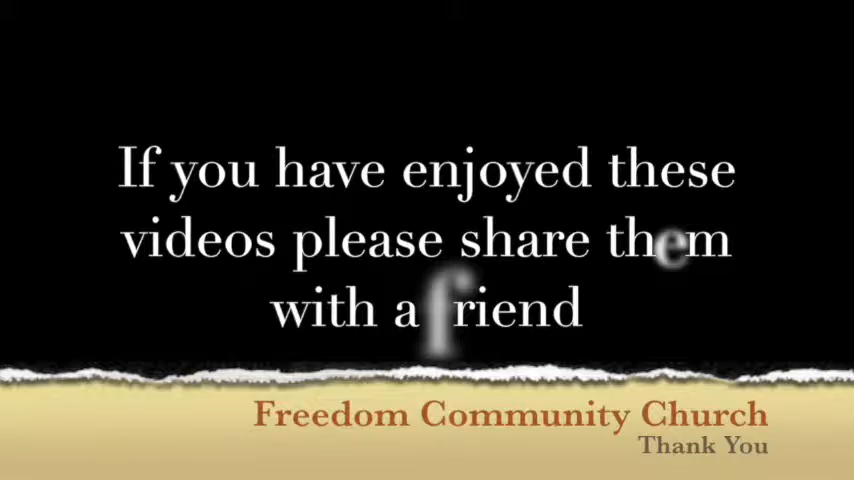 If you have enjoyed these
videos please share them
with a friend
Freedom Community Church
Thank You